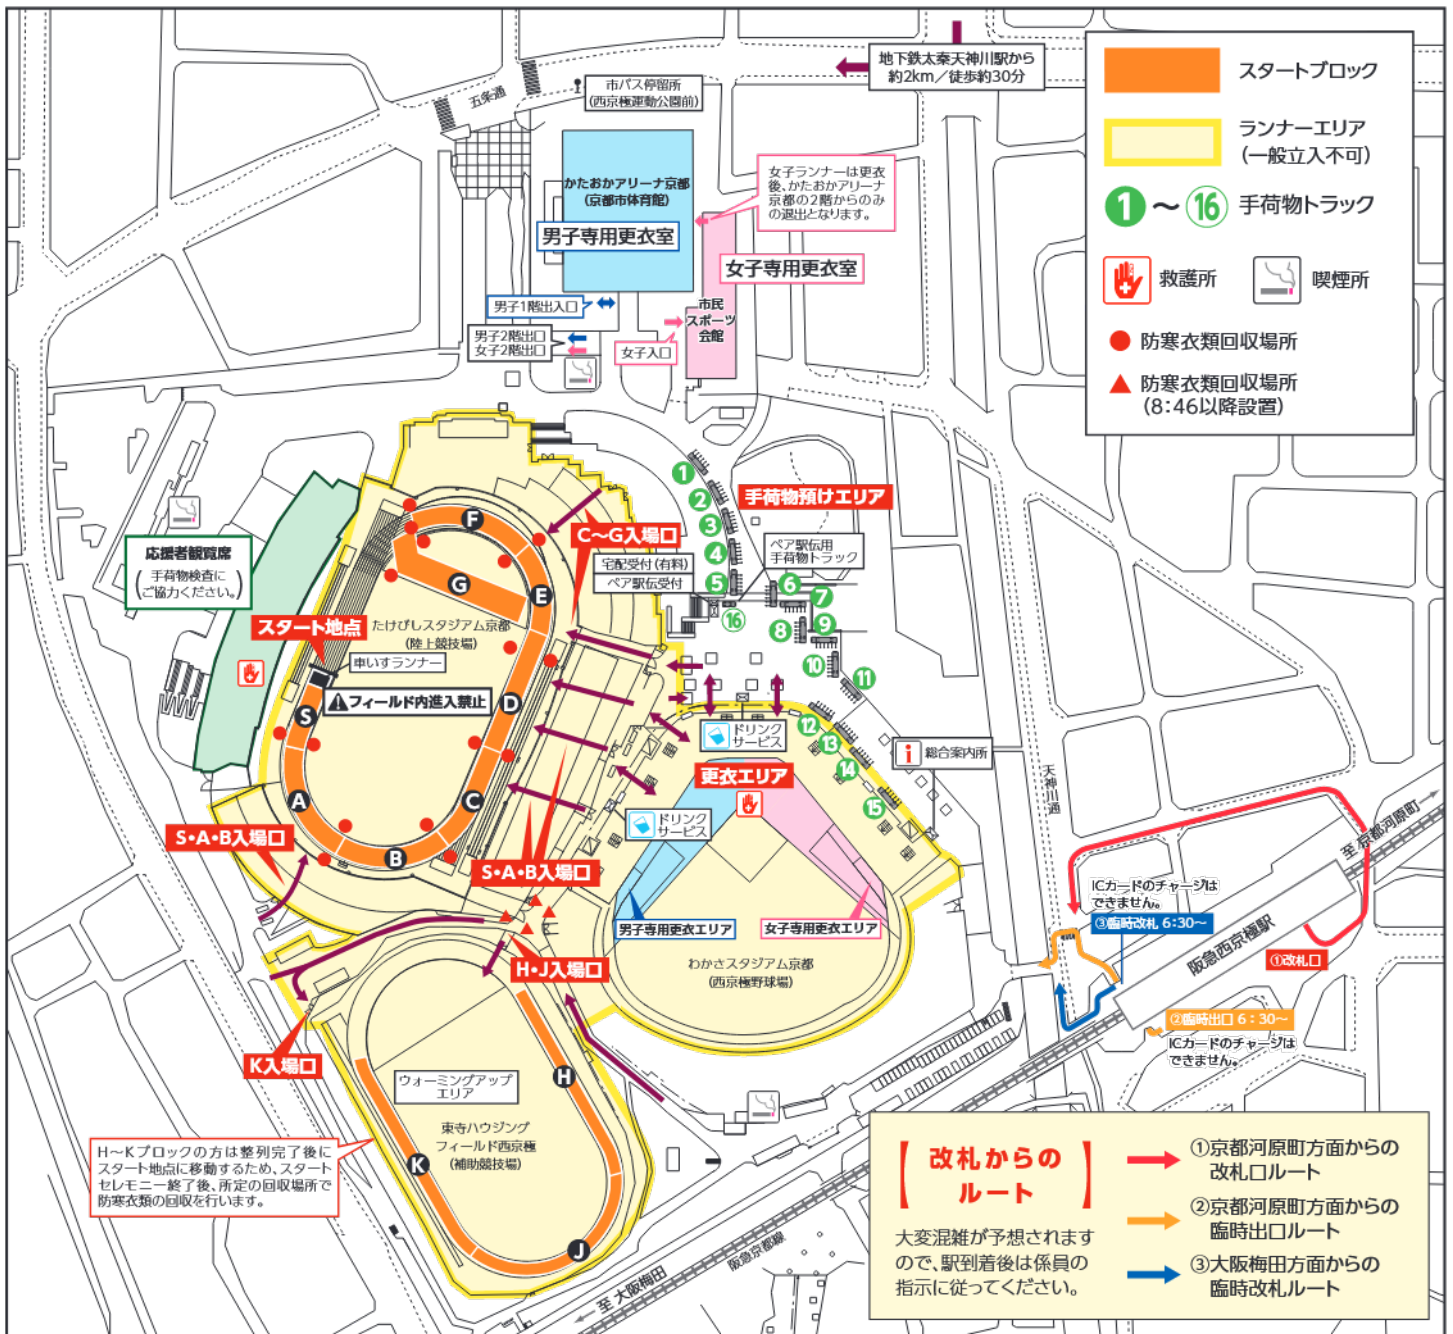 地下鉄太秦天神川駅から
約2km／徒歩約30分
市バス停留所
(西京極運動公園前)
五条通
スタートブロック
ランナーエリア
(一般立入不可)
1～16 手荷物トラック
救護所
喫煙所
防寒衣類回収場所
防寒衣類回収場所
(8:46以降設置)
かたおかアリーナ京都
(京都市体育館)
男子専用更衣室
女子ランナーは更衣
後、かたおかアリーナ
京都の2階からのみ
の退出となります。
女子専用更衣室
男子1階出入口
市民
スポーツ
会館
男子2階出口
女子2階出口
女子入口
1
2
3
4
5
6
7
8
9
10
11
12
13
14
15
16
手荷物預けエリア
ペア駅伝用
手荷物トラック
C～G入場口
宅配受付(有料)
ペア駅伝受付
応援者観覧席
(手荷物検査に
ご協力ください。)
F
G
E
D
S
A
B
C
スタート地点
たけびしスタジアム京都
(陸上競技場)
車いすランナー
フィールド内進入禁止
ドリンク
サービス
総合案内所
更衣エリア
ドリンク
サービス
天神川通
S・A・B入場口
S・A・B入場口
至 京都河原町
ICカードのチャージは
できません。
③臨時改札 6:30～
阪急西京極駅
①改札口
男子専用更衣エリア
女子専用更衣エリア
わかさスタジアム京都
(西京極野球場)
H・J入場口
②臨時出口 6：30～
ICカードのチャージは
できません。
K入場口
ウォーミングアップ
エリア
H
東寺ハウジング
フィールド西京極
(補助競技場)
K
J
H～Kブロックの方は整列完了後に
スタート地点に移動するため、スタート
セレモニー終了後、所定の回収場所で
防寒衣類の回収を行います。
至 大阪梅田
阪急京都線
【改札からの
ルート】
大変混雑が予想されます
ので、駅到着後は係員の
指示に従ってください。
①京都河原町方面からの
改札口ルート
②京都河原町方面からの
臨時出口ルート
③大阪梅田方面からの
臨時改札ルート